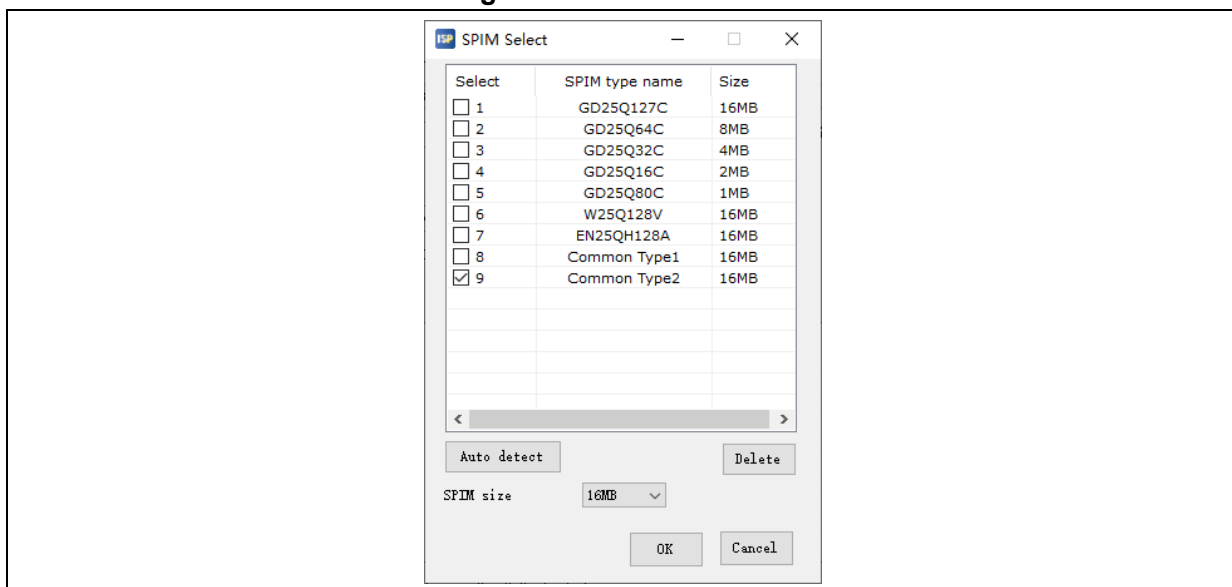 ISP SPIM Select
Select SPIM type name Size
1 GD25Q127C 16MB
2 GD25Q64C 8MB
3 GD25Q32C 4MB
4 GD25Q16C 2MB
5 GD25Q80C 1MB
6 W25Q128V 16MB
7 EN25QH128A 16MB
8 Common Type1 16MB
9 Common Type2 16MB
Auto detect Delete
SPIM size 16MB
OK Cancel